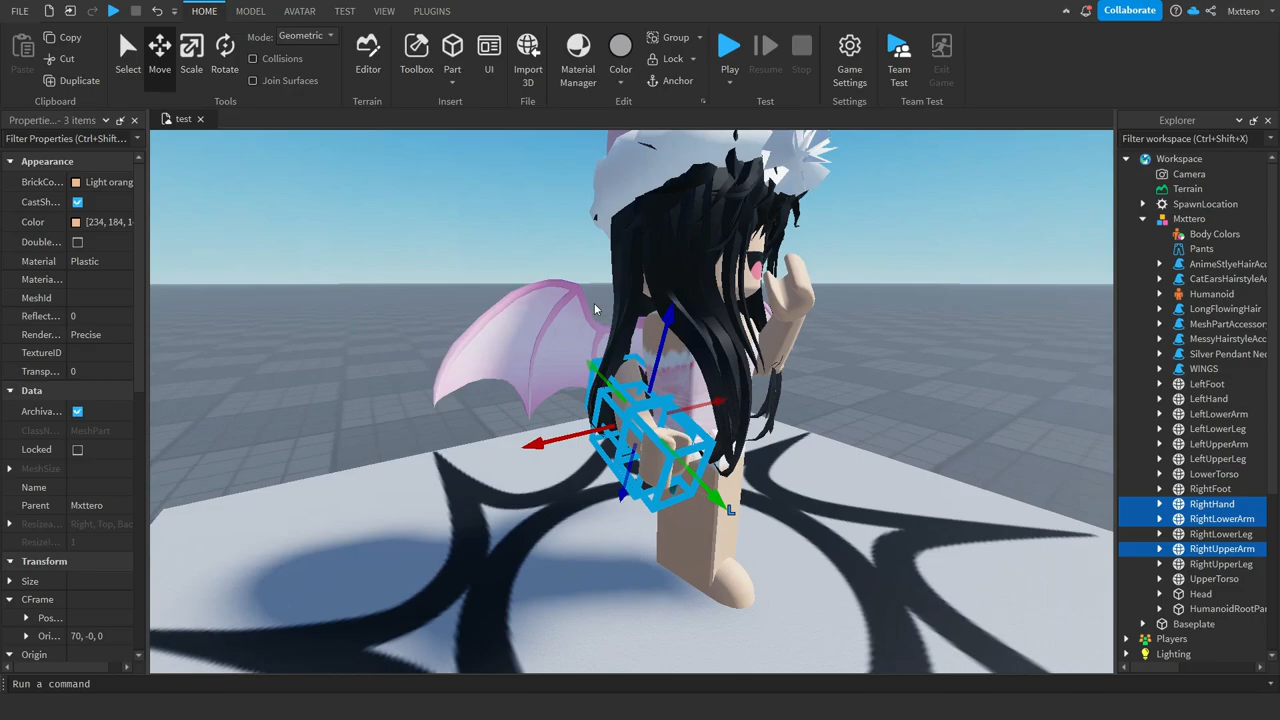 FILE
HOME
MODEL
AVATAR
TEST
VIEW
PLUGINS
Collaborate
Mxttero
Paste
Copy
Cut
Duplicate
Clipboard
Select
Move
Scale
Rotate
Mode:
Geometric
Collisions
Join Surfaces
Tools
Editor
Terrain
Toolbox
Part
UI
Insert
Import
3D
File
Material
Manager
Color
Group
Lock
Anchor
Edit
Play
Resume
Stop
Test
Game
Settings
Settings
Team
Test
Exit
Game
Team Test
Properties - 3 items
test
Explorer
Filter Properties (Ctrl+Shift...
Filter workspace (Ctrl+Shift+X)
Appearance
BrickCo... Light orang
CastSh...
Color [234, 184, 1
Double...
Material Plastic
Materia...
MeshId
Reflect... 0
Render... Precise
TextureID
Transp... 0
Data
Archiva...
ClassN... MeshPart
Locked
MeshSize
Name
Parent Mxttero
Resizea... Right, Top, Bac
Resizel... 1
Transform
Size
CFrame
Pos...
Ori... 70, -0, 0
Origin
L
Workspace
Camera
Terrain
SpawnLocation
Mxttero
Body Colors
Pants
AnimeStlyeHairAc
CatEarsHairstyleA
Humanoid
LongFlowingHair
MeshPartAccessor
MessyHairstyleAcc
Silver Pendant Nec
WINGS
LeftFoot
LeftHand
LeftLowerArm
LeftLowerLeg
LeftUpperArm
LeftUpperLeg
LowerTorso
RightFoot
RightHand
RightLowerArm
RightLowerLeg
RightUpperArm
RightUpperLeg
UpperTorso
Head
HumanoidRootPa
Baseplate
Players
Lighting
Run a command